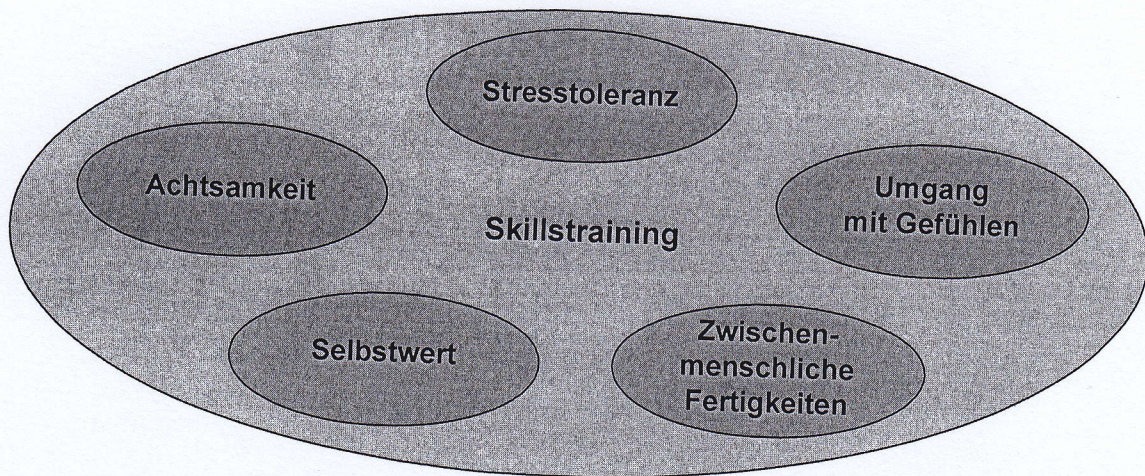 Stresstoleranz
Achtsamkeit
Umgang
mit Gefühlen
Skillstraining
Selbstwert
Zwischen-
menschliche
Fertigkeiten